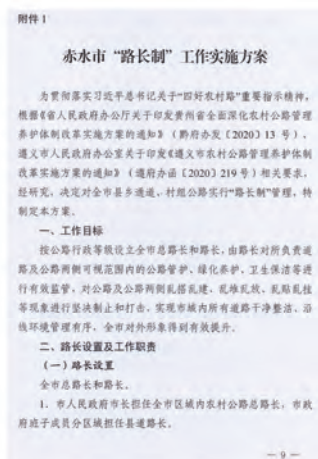 附件 1
赤水市“路长制”工作实施方案
为贯彻落实习近平总书记关于“四好农村路”重要指示精神，
根据《省人民政府办公厅关于印发贵州省全面深化农村公路管理
养护体制改革实施方案的通知》（黔府办发〔2020〕13 号）、
遵义市人民政府办公室关于印发《遵义市农村公路管理养护体制
改革实施方案的通知》（遵府办函〔2020〕219 号）相关要求，
经研究，决定对全市县乡通道、村组公路实行“路长制”管理，特
制定本方案。
一、工作目标
按公路行政等级设立全市总路长和路长，由路长对所负责道
路及公路两侧可视范围内的公路管护、绿化养护、卫生保洁等进
行有效监管，对公路及公路两侧乱搭乱建、乱堆乱放、乱贴乱挂
等现象进行坚决制止和打击，实现市域内所有道路干净整洁、沿
线环境管理有序，全市对外形象得到有效提升。
二、路长设置及工作职责
（一）路长设置
全市总路长和路长。
1．市人民政府市长担任全市区域内农村公路总路长，市政
府班子成员分区域担任县道路长。
— 9 —